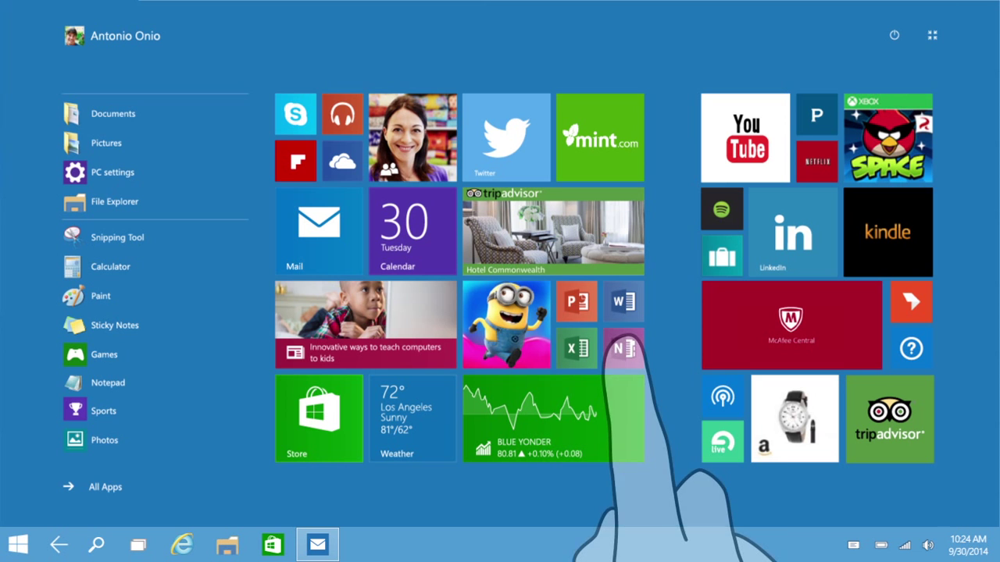 Antonio Onio
Documents
Pictures
PC settings
File Explorer
Snipping Tool
Calculator
Paint
Sticky Notes
Games
Notepad
Sports
Photos
All Apps
S
Twitter
mint.com
Mail
30
Tuesday
Calendar
tripadvisor®
Hotel Commonwealth
Innovative ways to teach computers
to kids
P
W
X
N
Store
72°
Los Angeles
Sunny
81°/62°
Weather
BLUE YONDER
80.81 ▲ +0.10% (+0.08)
You
Tube
P
NETFLIX
XBOX
SPACE
in
LinkedIn
kindle
M
McAfee Central
?
live
a
tripadvisor®
10:24 AM
9/30/2014